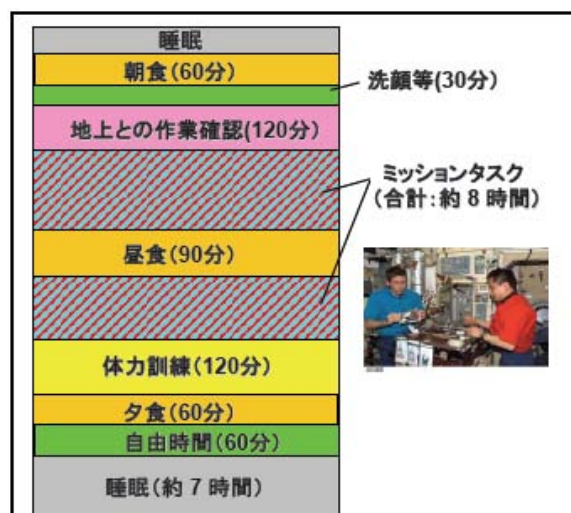 睡眠
朝食(60分)
洗顔等(30分)
地上との作業確認(120分)
ミッションタスク
(合計:約 8 時間)
昼食(90分)
体力訓練(120分)
夕食(60分)
自由時間(60分)
睡眠(約 7 時間)